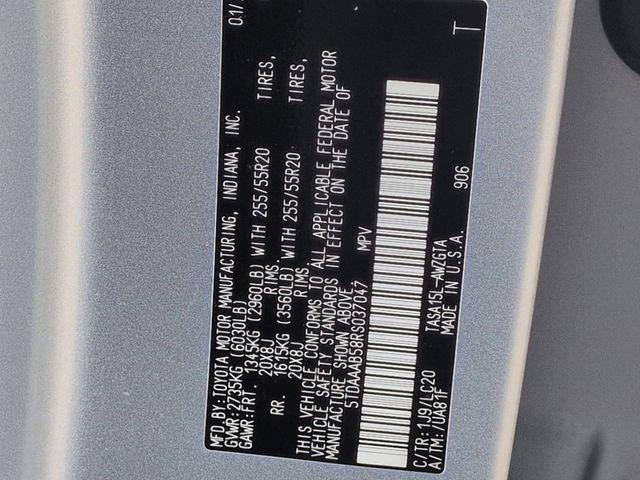 MFD.BY:TOYOTA MOTOR MANUFACTURING, INDIANA, INC. 01/
GVWR:2735KG (6030LB)
GAWR:FRT. 1345KG (2960LB) WITH 255/55R20 TIRES,
20X8J RIMS.
RR. 1615KG (3560LB) WITH 255/55R20 TIRES,
20X8J RIMS.
THIS VEHICLE CONFORMS TO ALL APPLICABLE FEDERAL MOTOR
VEHICLE SAFETY STANDARDS IN EFFECT ON THE DATE OF
MANUFACTURE SHOWN ABOVE.
5TDAAAB58RS037047 MPV
C/TR:1J9/LC20 TASA15L-AWZGTA 906
A/TM:/UA81F MADE IN U.S.A.
T